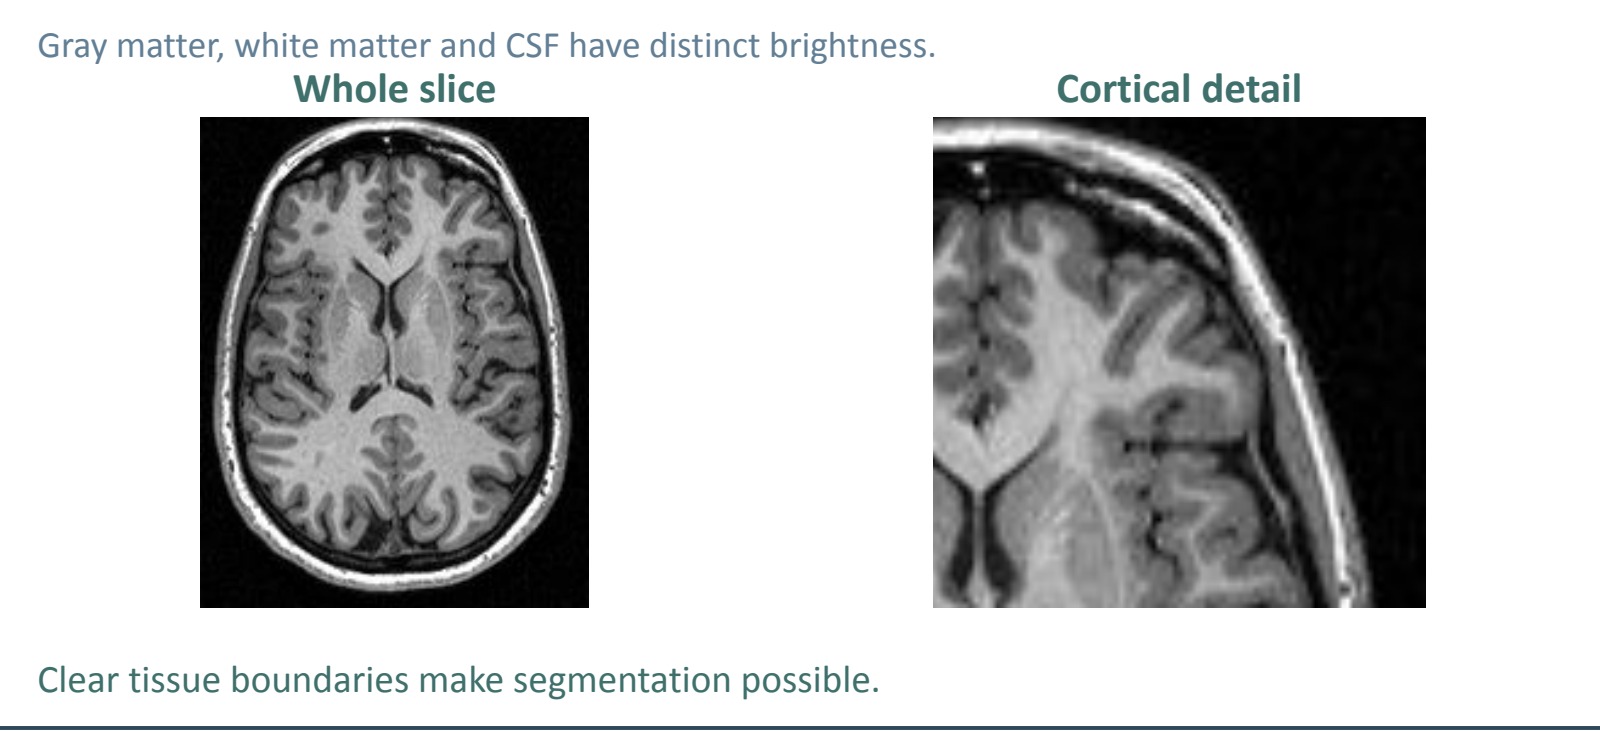 Gray matter, white matter and CSF have distinct brightness.
Whole slice
Cortical detail
Clear tissue boundaries make segmentation possible.